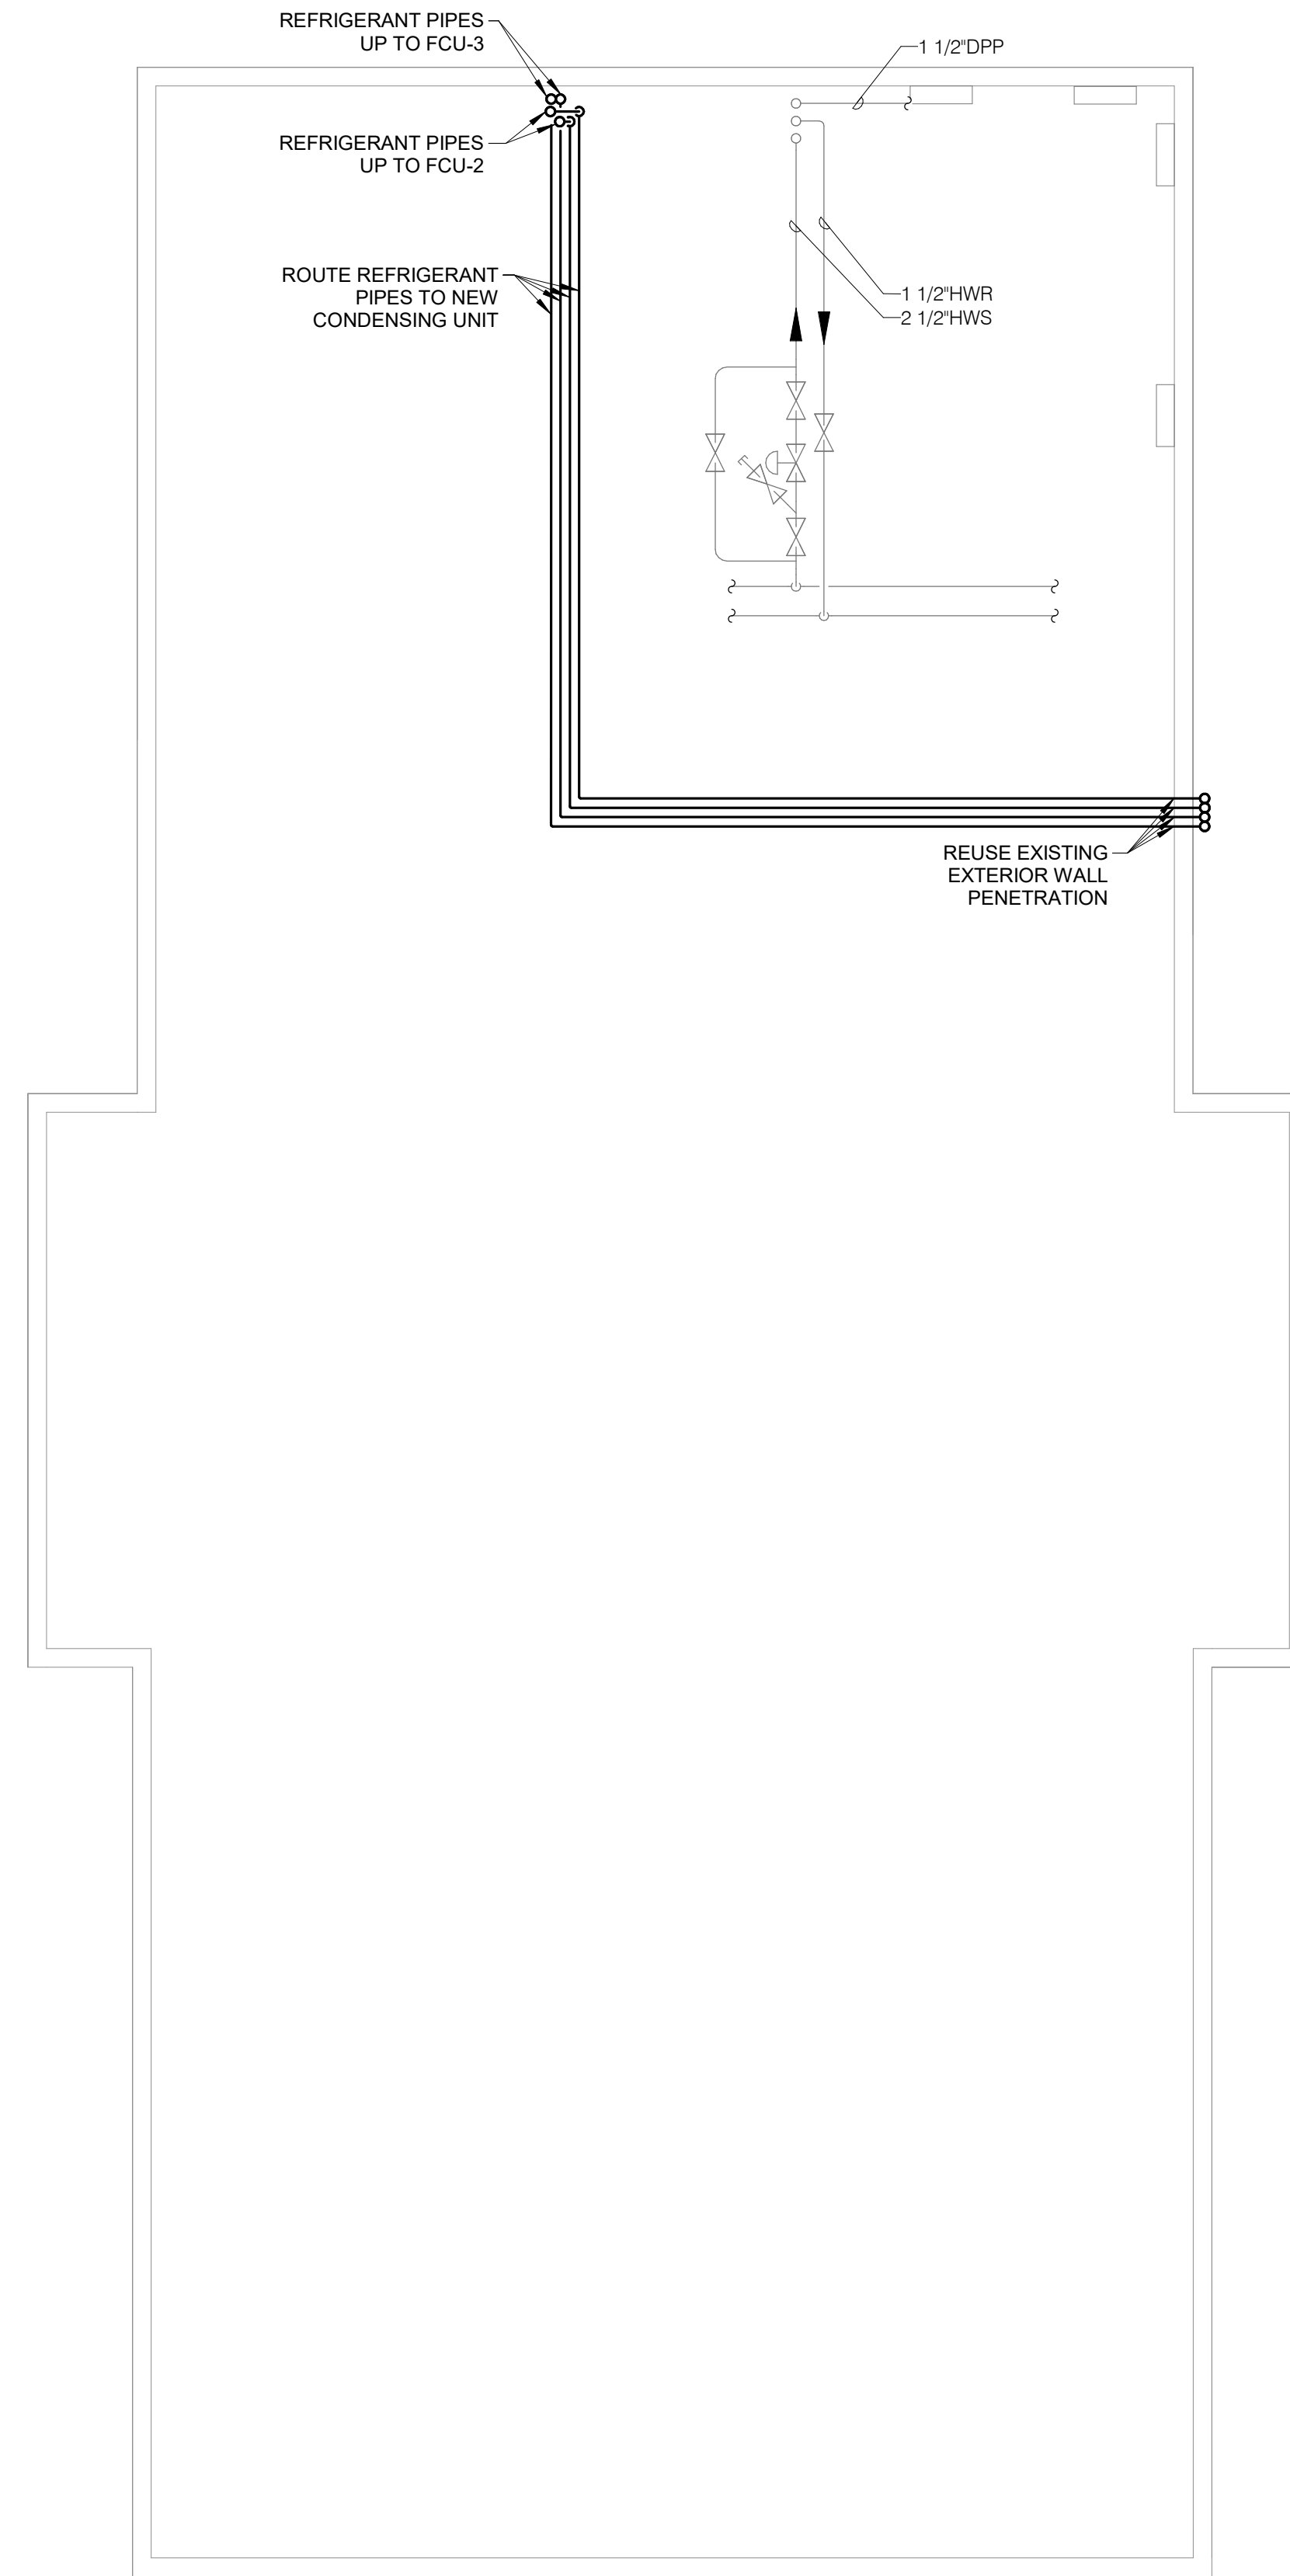 REFRIGERANT PIPES
UP TO FCU-3
1 1/2"DPP
REFRIGERANT PIPES
UP TO FCU-2
ROUTE REFRIGERANT
PIPES TO NEW
CONDENSING UNIT
1 1/2"HWR
2 1/2"HWS
REUSE EXISTING
EXTERIOR WALL
PENETRATION